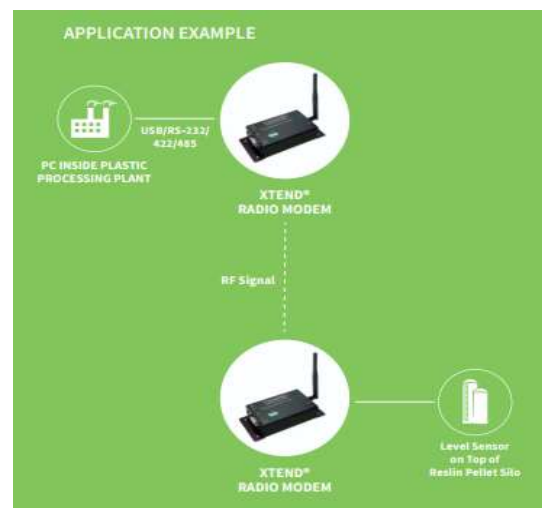 APPLICATION EXAMPLE
USB/RS-232/
422/485
PC INSIDE PLASTIC
PROCESSING PLANT
XTEND®
RADIO MODEM
RF Signal
XTEND®
RADIO MODEM
Level Sensor
on Top of
Reslin Pellet Silo